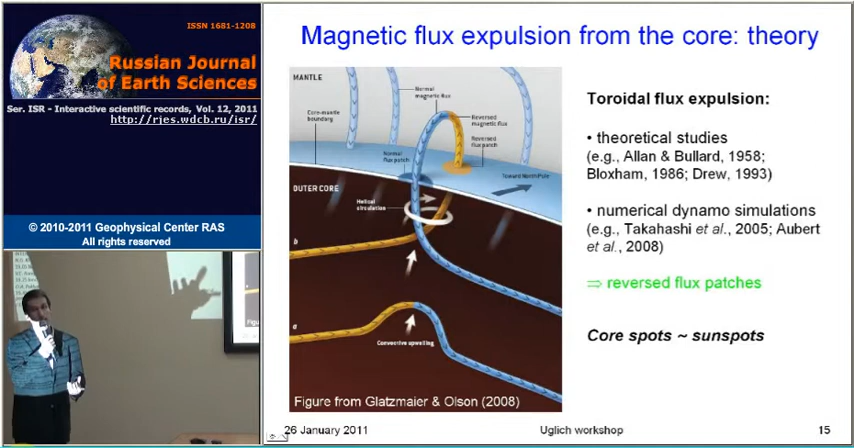 ISSN 1681-1208
Russian Journal
of Earth Sciences
Ser. ISR - Interactive scientific records, Vol. 12, 2011
http://rjes.wdcb.ru/isr/
© 2010-2011 Geophysical Center RAS
All rights reserved
Magnetic flux expulsion from the core: theory
MANTLE
Normal
magnetic flux
Core-mantle
boundary
Reversed
magnetic flux
Reversed
flux patch
Normal
flux patch
Toward North Pole
OUTER CORE
Helical
circulation
b
a
Convective upwelling
Figure from Glatzmaier & Olson (2008)
Toroidal flux expulsion:
• theoretical studies
(e.g., Allan & Bullard, 1958;
Bloxham, 1986; Drew, 1993)
• numerical dynamo simulations
(e.g., Takahashi et al., 2005; Aubert
et al., 2008)
⇒ reversed flux patches
Core spots ~ sunspots
26 January 2011
Uglich workshop
15